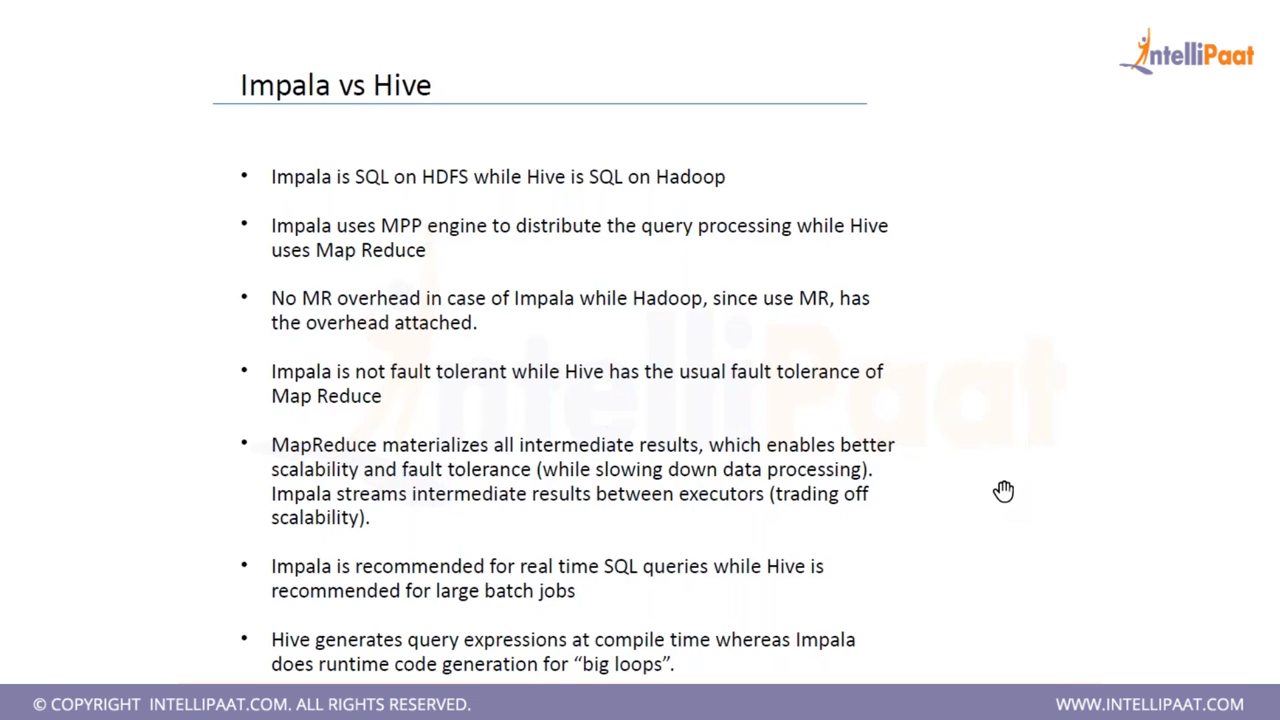 IntelliPaat
Impala vs Hive
• Impala is SQL on HDFS while Hive is SQL on Hadoop
• Impala uses MPP engine to distribute the query processing while Hive
uses Map Reduce
• No MR overhead in case of Impala while Hadoop, since use MR, has
the overhead attached.
• Impala is not fault tolerant while Hive has the usual fault tolerance of
Map Reduce
• MapReduce materializes all intermediate results, which enables better
scalability and fault tolerance (while slowing down data processing).
Impala streams intermediate results between executors (trading off
scalability).
• Impala is recommended for real time SQL queries while Hive is
recommended for large batch jobs
• Hive generates query expressions at compile time whereas Impala
does runtime code generation for “big loops”.
IntelliPaat
© COPYRIGHT INTELLIPAAT.COM. ALL RIGHTS RESERVED.
WWW.INTELLIPAAT.COM